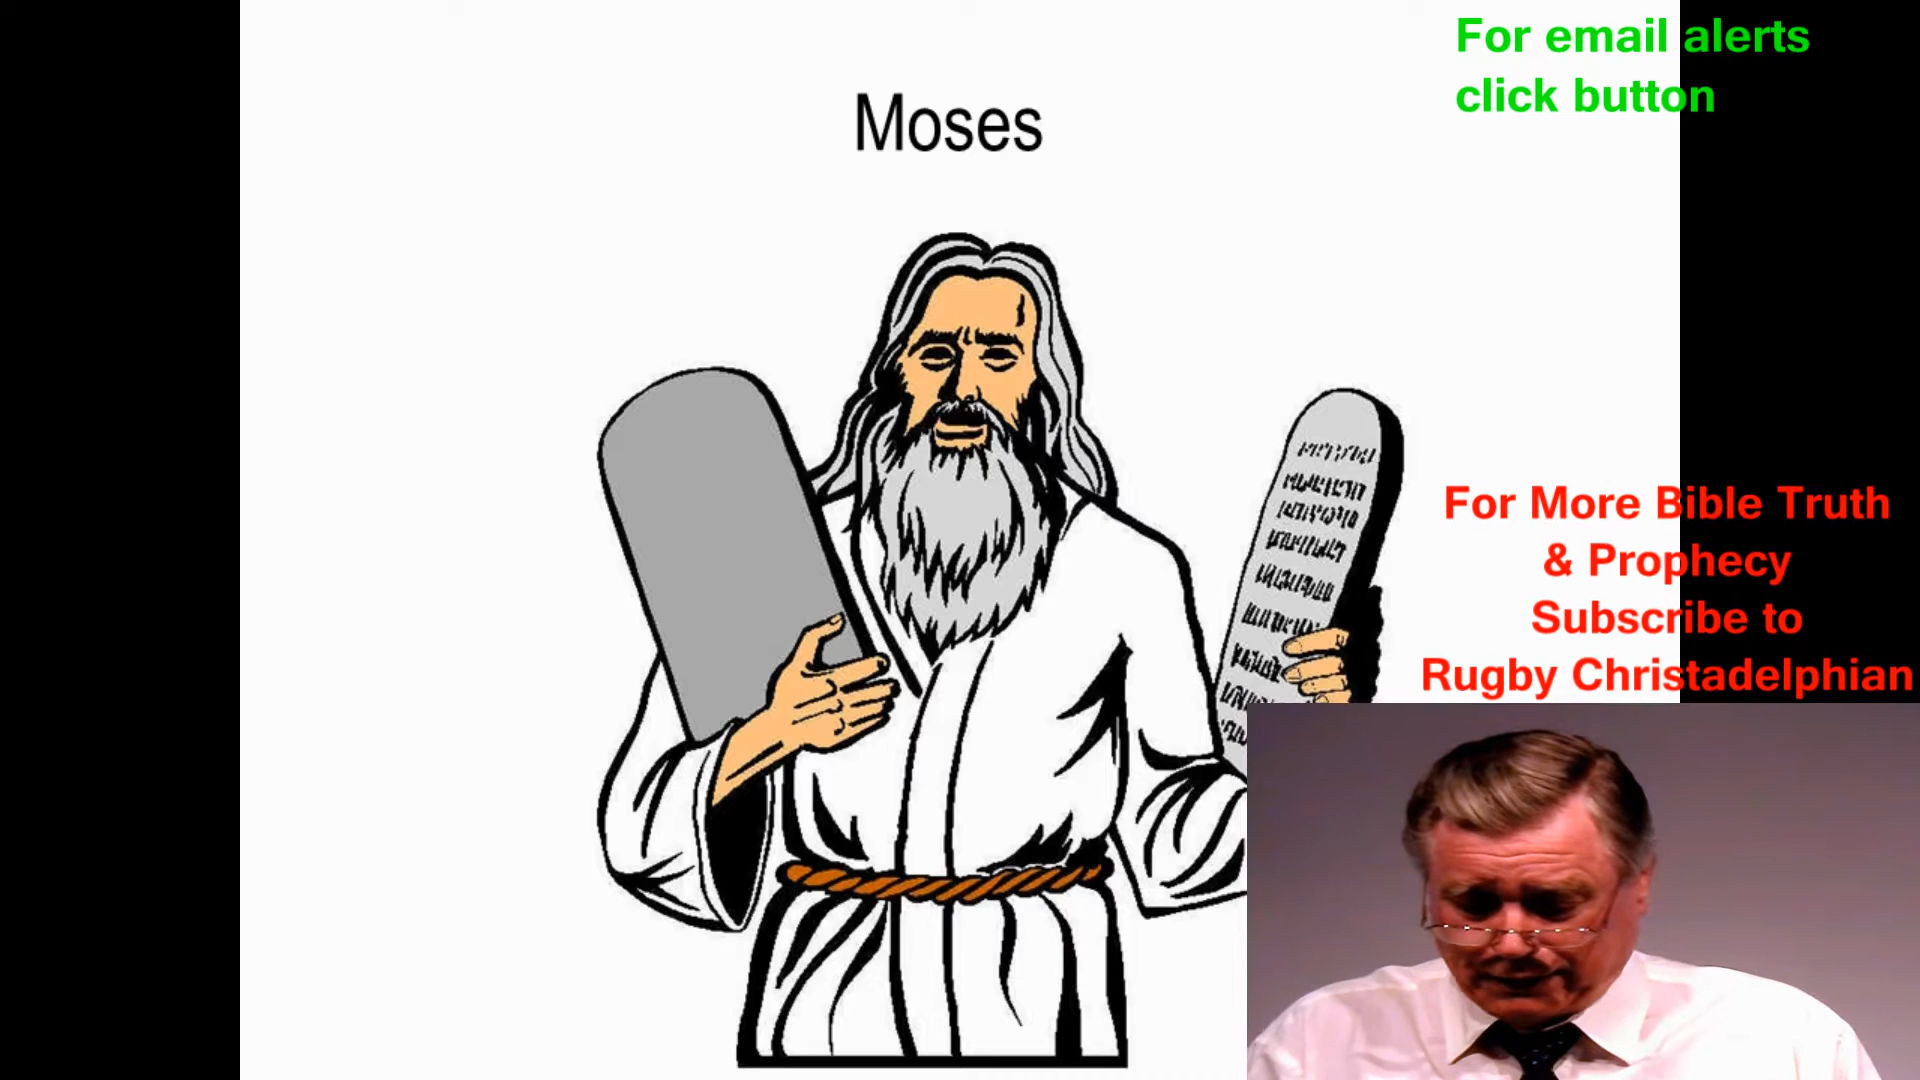 For email alerts
click button
Moses
For More Bible Truth
& Prophecy
Subscribe to
Rugby Christadelphian